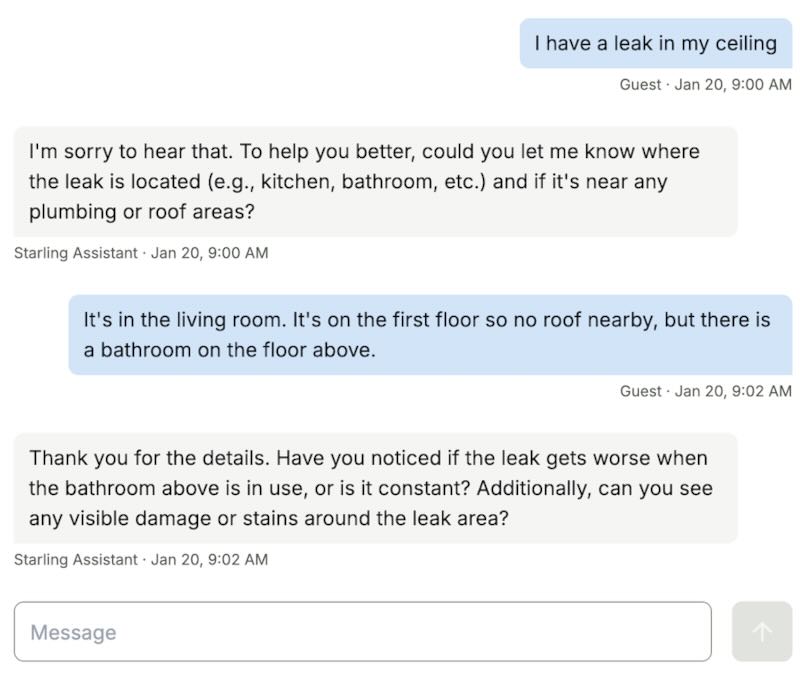 I have a leak in my ceiling
Guest · Jan 20, 9:00 AM
I'm sorry to hear that. To help you better, could you let me know where
the leak is located (e.g., kitchen, bathroom, etc.) and if it's near any
plumbing or roof areas?
Starling Assistant · Jan 20, 9:00 AM
It's in the living room. It's on the first floor so no roof nearby, but there is
a bathroom on the floor above.
Guest · Jan 20, 9:02 AM
Thank you for the details. Have you noticed if the leak gets worse when
the bathroom above is in use, or is it constant? Additionally, can you see
any visible damage or stains around the leak area?
Starling Assistant · Jan 20, 9:02 AM
Message